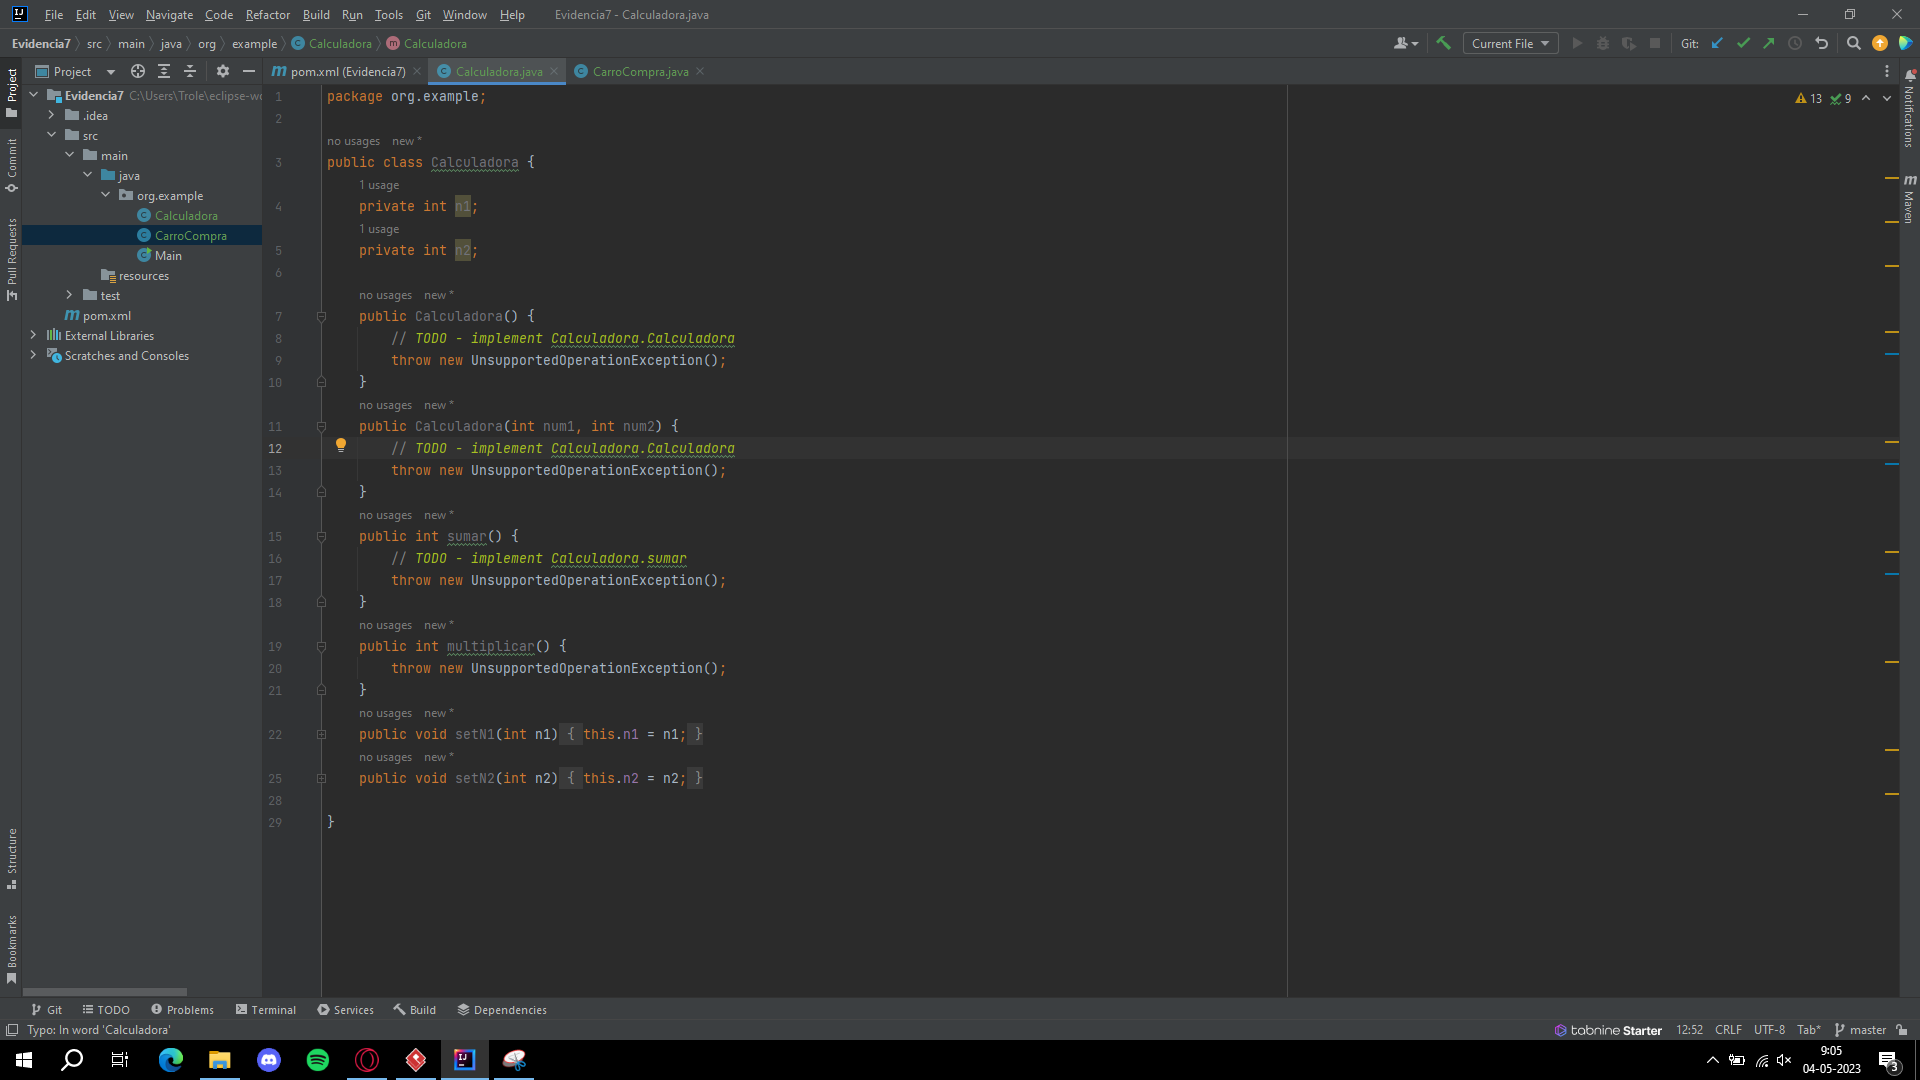 File Edit View Navigate Code Refactor Build Run Tools Git Window Help Evidencia7 - Calculadora.java
Evidencia7 src main java org example Calculadora Calculadora Current File Git:
Project pom.xml (Evidencia7) Calculadora.java CarroCompra.java
Project
Commit
Pull Requests
Structure
Bookmarks
Evidencia7 C:\Users\Trole\eclipse-wo
.idea
src
main
java
org.example
Calculadora
CarroCompra
Main
resources
test
pom.xml
External Libraries
Scratches and Consoles
1 package org.example;
2
no usages new *
3 public class Calculadora {
1 usage
4 private int n1;
1 usage
5 private int n2;
6
no usages new *
7 public Calculadora() {
8 // TODO - implement Calculadora.Calculadora
9 throw new UnsupportedOperationException();
10 }
no usages new *
11 public Calculadora(int num1, int num2) {
12 // TODO - implement Calculadora.Calculadora
13 throw new UnsupportedOperationException();
14 }
no usages new *
15 public int sumar() {
16 // TODO - implement Calculadora.sumar
17 throw new UnsupportedOperationException();
18 }
no usages new *
19 public int multiplicar() {
20 throw new UnsupportedOperationException();
21 }
no usages new *
22 public void setN1(int n1) { this.n1 = n1; }
no usages new *
25 public void setN2(int n2) { this.n2 = n2; }
28
29 }
13 9
Notifications
Maven
Git TODO Problems Terminal Services Build Dependencies
Typo: In word 'Calculadora' tabnine Starter 12:52 CRLF UTF-8 Tab* master
9:05
04-05-2023
3